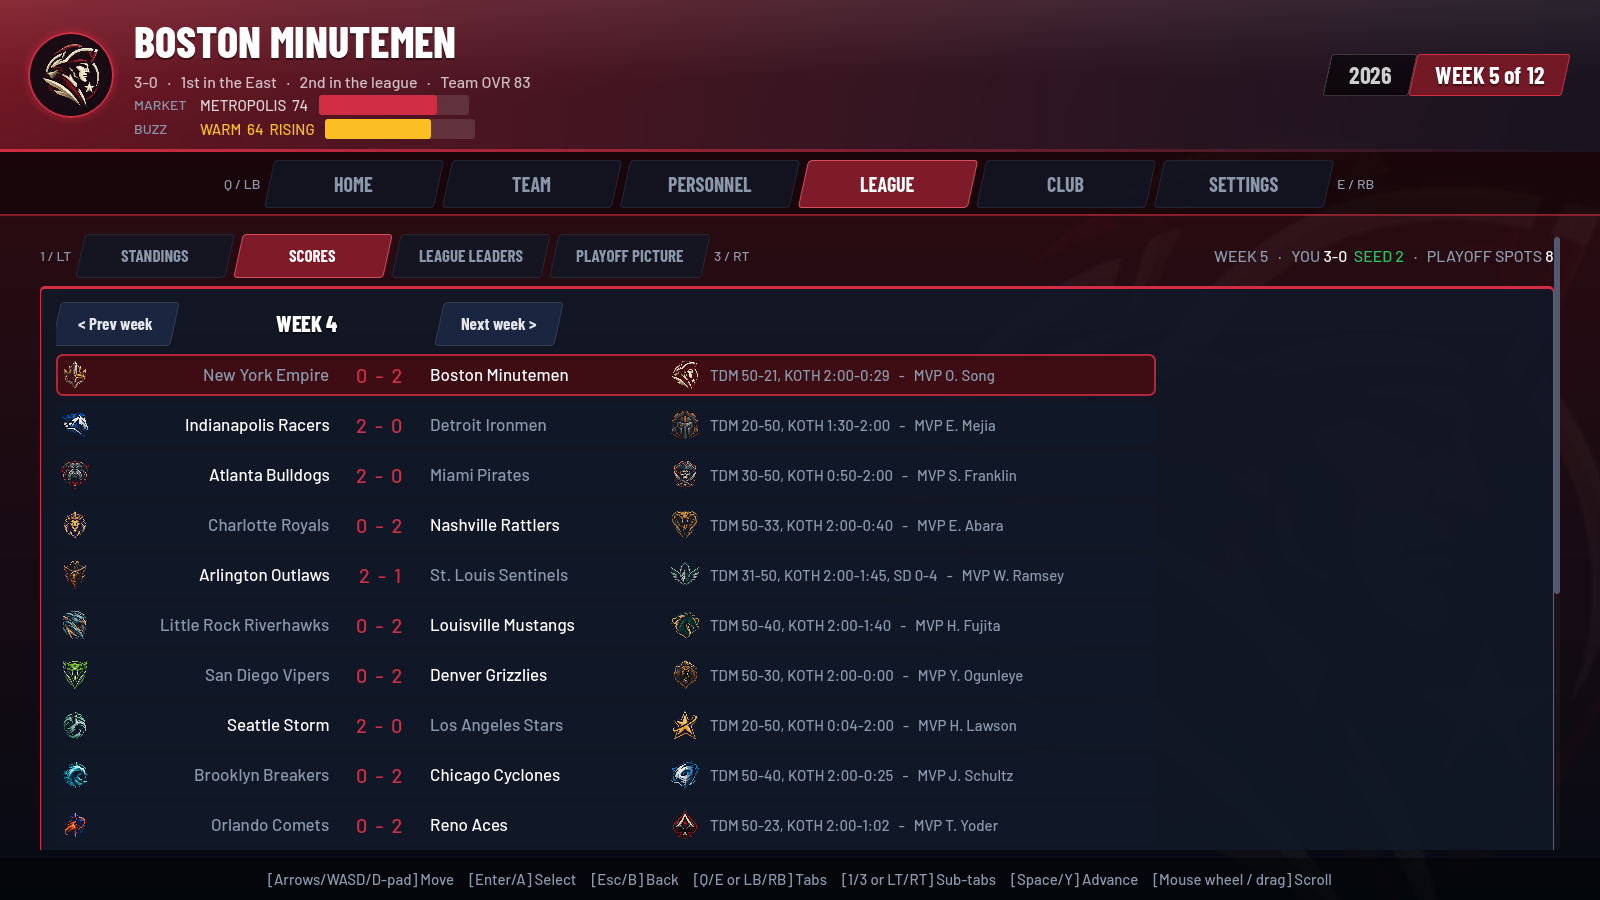 BOSTON MINUTEMEN
3-0 · 1st in the East · 2nd in the league · Team OVR 83
MARKET METROPOLIS 74
BUZZ WARM 64 RISING
2026 WEEK 5 of 12
Q / LB HOME TEAM PERSONNEL LEAGUE CLUB SETTINGS E / RB
1 / LT STANDINGS SCORES LEAGUE LEADERS PLAYOFF PICTURE 3 / RT WEEK 5 · YOU 3-0 SEED 2 · PLAYOFF SPOTS 8
< Prev week WEEK 4 Next week >
New York Empire 0 - 2 Boston Minutemen TDM 50-21, KOTH 2:00-0:29 - MVP O. Song
Indianapolis Racers 2 - 0 Detroit Ironmen TDM 20-50, KOTH 1:30-2:00 - MVP E. Mejia
Atlanta Bulldogs 2 - 0 Miami Pirates TDM 30-50, KOTH 0:50-2:00 - MVP S. Franklin
Charlotte Royals 0 - 2 Nashville Rattlers TDM 50-33, KOTH 2:00-0:40 - MVP E. Abara
Arlington Outlaws 2 - 1 St. Louis Sentinels TDM 31-50, KOTH 2:00-1:45, SD 0-4 - MVP W. Ramsey
Little Rock Riverhawks 0 - 2 Louisville Mustangs TDM 50-40, KOTH 2:00-1:40 - MVP H. Fujita
San Diego Vipers 0 - 2 Denver Grizzlies TDM 50-30, KOTH 2:00-0:00 - MVP Y. Ogunleye
Seattle Storm 2 - 0 Los Angeles Stars TDM 20-50, KOTH 0:04-2:00 - MVP H. Lawson
Brooklyn Breakers 0 - 2 Chicago Cyclones TDM 50-40, KOTH 2:00-0:25 - MVP J. Schultz
Orlando Comets 0 - 2 Reno Aces TDM 50-23, KOTH 2:00-1:02 - MVP T. Yoder
[Arrows/WASD/D-pad] Move [Enter/A] Select [Esc/B] Back [Q/E or LB/RB] Tabs [1/3 or LT/RT] Sub-tabs [Space/Y] Advance [Mouse wheel / drag] Scroll